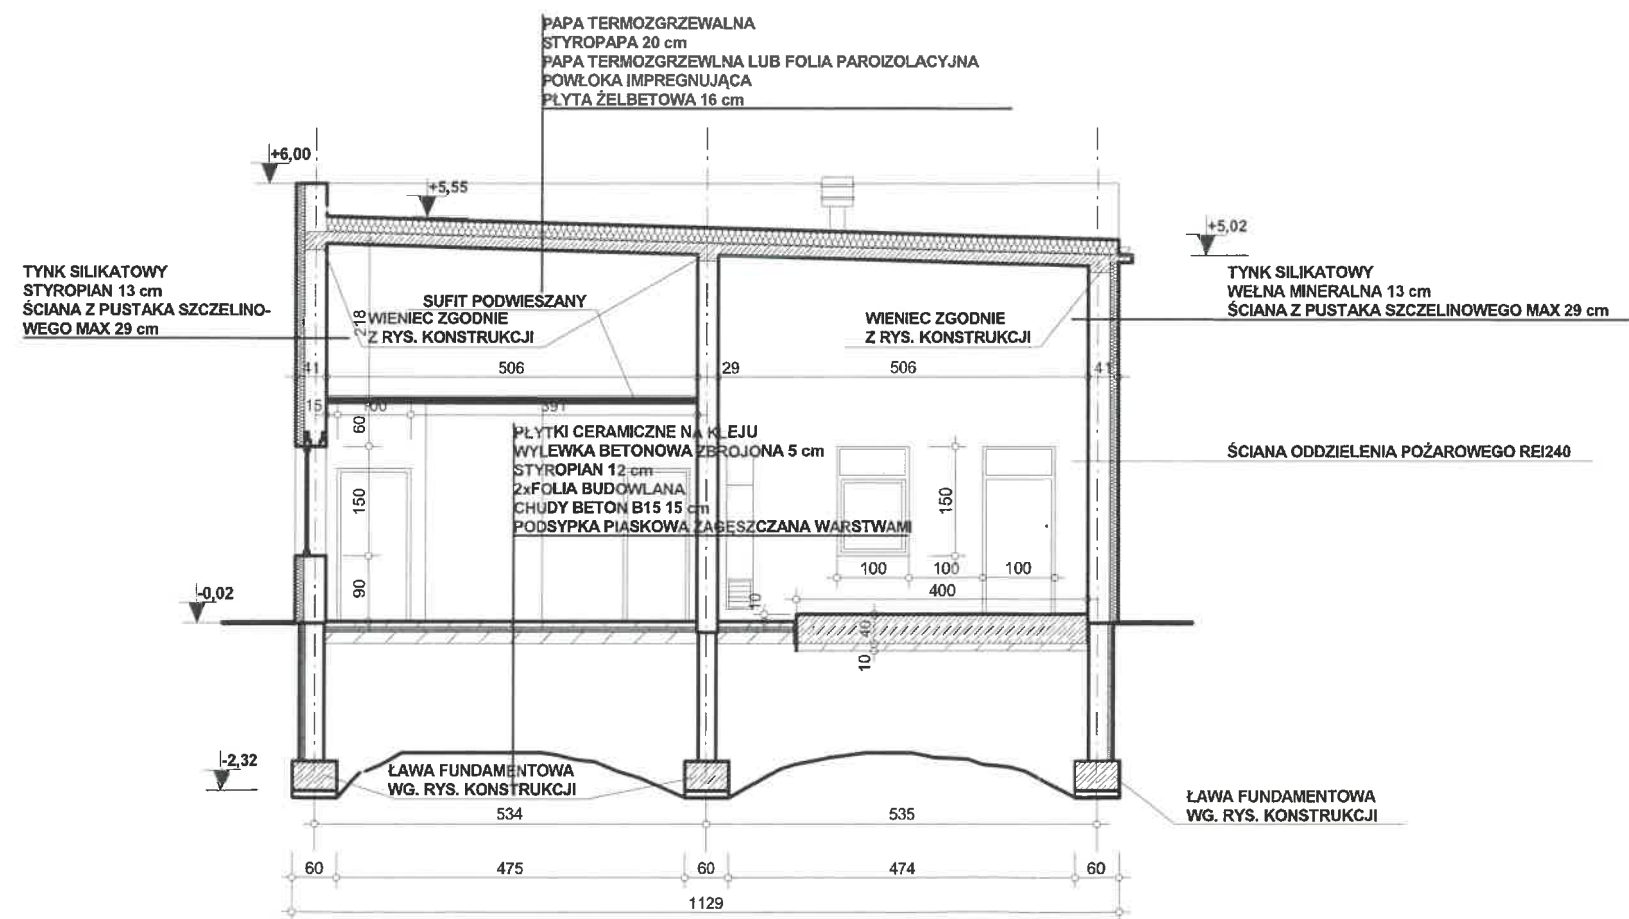 PAPA TERMOZGRZEWALNA
STYROPAPA 20 cm
PAPA TERMOZGRZEWLNA LUB FOLIA PAROIZOLACYJNA
POWŁOKA IMPREGNUJĄCA
PŁYTA ŻELBETOWA 16 cm
+6,00
+5,55
+5,02
TYNK SILIKATOWY
STYROPIAN 13 cm
ŚCIANA Z PUSTAKA SZCZELINO-
WEGO MAX 29 cm
TYNK SILIKATOWY
WEŁNA MINERALNA 13 cm
ŚCIANA Z PUSTAKA SZCZELINOWEGO MAX 29 cm
SUFIT PODWIESZANY
WIENIEC ZGODNIE
Z RYS. KONSTRUKCJI
218
WIENIEC ZGODNIE
Z RYS. KONSTRUKCJI
41 506 29 506 41
15 100 391
60
PŁYTKI CERAMICZNE NA KLEJU
WYLEWKA BETONOWA ZBROJONA 5 cm
STYROPIAN 12 cm
2xFOLIA BUDOWLANA
CHUDY BETON B15 15 cm
PODSYPKA PIASKOWA ZAGĘSZCZANA WARSTWAMI
ŚCIANA ODDZIELENIA POŻAROWEGO REI240
150
150
100 100 100
90
400
10
-0,02
40
10
-2,32
ŁAWA FUNDAMENTOWA
WG. RYS. KONSTRUKCJI
ŁAWA FUNDAMENTOWA
WG. RYS. KONSTRUKCJI
534 535
60 475 60 474 60
1129